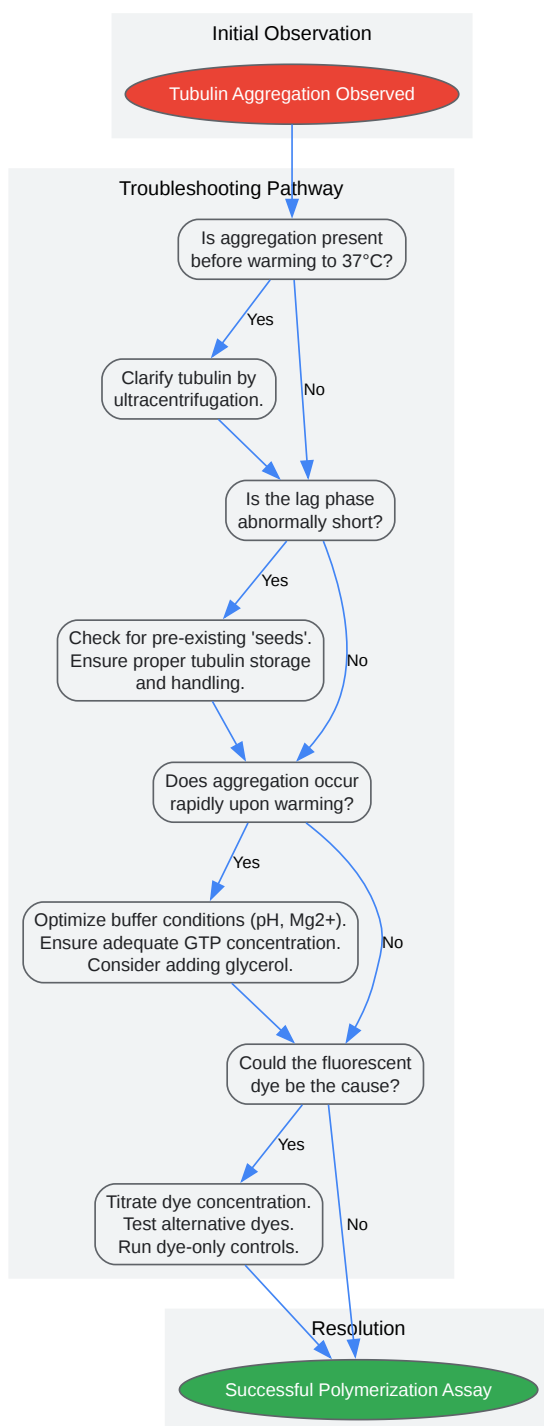 Initial Observation
Tubulin Aggregation Observed
Troubleshooting Pathway
Is aggregation present
before warming to 37°C?
Yes
No
Clarify tubulin by
ultracentrifugation.
Is the lag phase
abnormally short?
Yes
No
Check for pre-existing 'seeds'.
Ensure proper tubulin storage
and handling.
Does aggregation occur
rapidly upon warming?
Yes
No
Optimize buffer conditions (pH, Mg2+).
Ensure adequate GTP concentration.
Consider adding glycerol.
Could the fluorescent
dye be the cause?
Yes
No
Titrate dye concentration.
Test alternative dyes.
Run dye-only controls.
Resolution
Successful Polymerization Assay